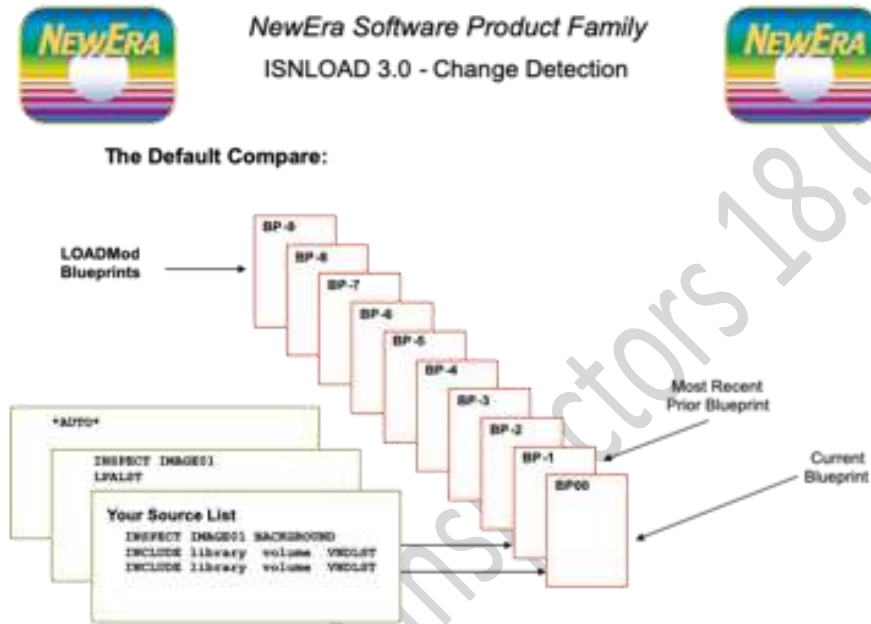 NEWERA
NewEra Software Product Family
ISNLOAD 3.0 - Change Detection
NEWERA
The Default Compare:
LOADMod
Blueprints
BP-9
BP-8
BP-7
BP-6
BP-5
BP-4
BP-3
BP-2
BP-1
BP00
Most Recent
Prior Blueprint
Current
Blueprint
*AUTO*
INSPECT IMAGE01
LPALST
Your Source List
INSPECT IMAGE01 BACKGROUND
INCLUDE library volume VNDLST
INCLUDE library volume VNDLST